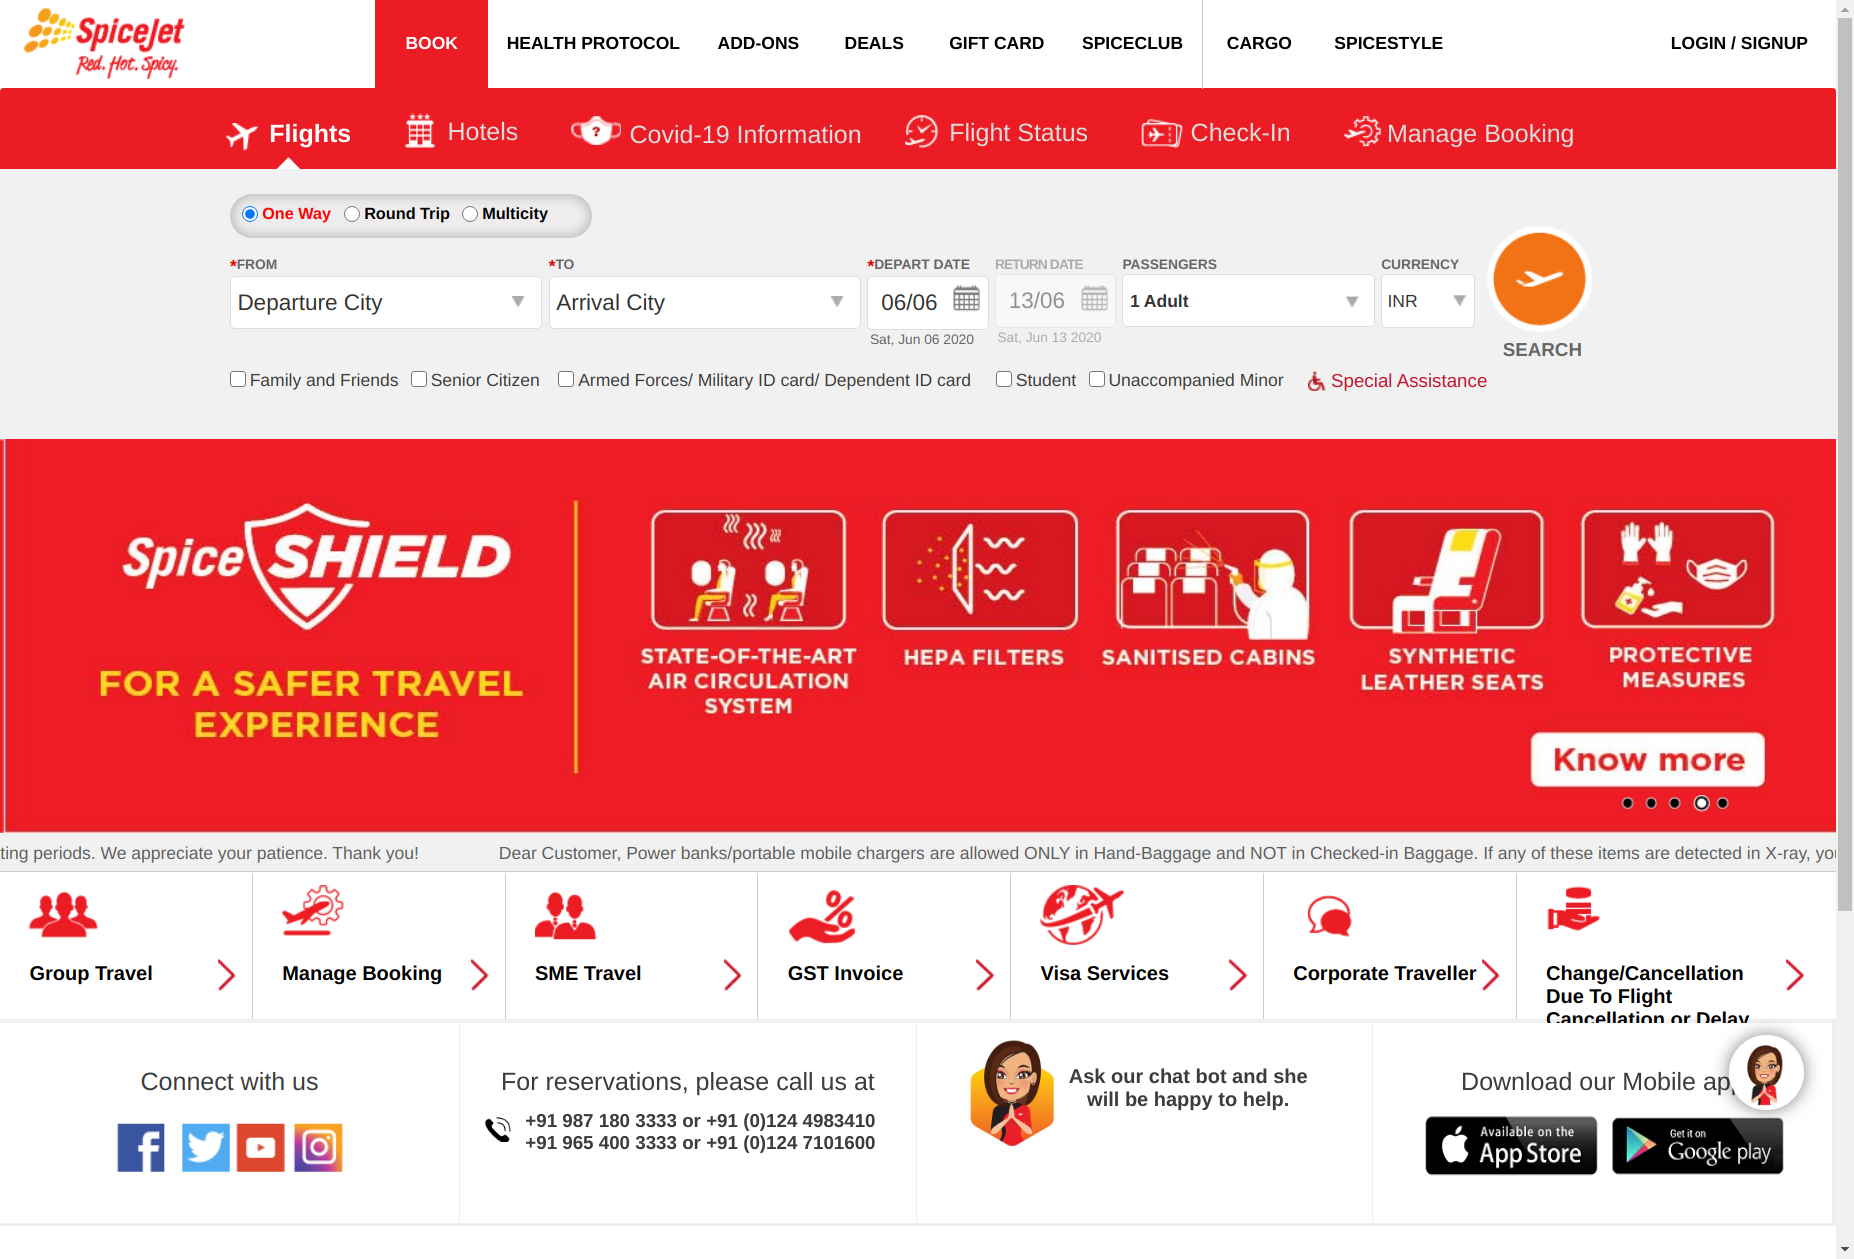 SpiceJet
Red. Hot. Spicy.
BOOK
HEALTH PROTOCOL
ADD-ONS
DEALS
GIFT CARD
SPICECLUB
CARGO
SPICESTYLE
LOGIN / SIGNUP
Flights
Hotels
?
Covid-19 Information
Flight Status
Check-In
Manage Booking
One Way
Round Trip
Multicity
*FROM
*TO
*DEPART DATE
RETURN DATE
PASSENGERS
CURRENCY
Departure City
Arrival City
06/06
13/06
1 Adult
INR
Sat, Jun 06 2020
Sat, Jun 13 2020
SEARCH
Family and Friends
Senior Citizen
Armed Forces/ Military ID card/ Dependent ID card
Student
Unaccompanied Minor
Special Assistance
Spice SHIELD
FOR A SAFER TRAVEL
EXPERIENCE
STATE-OF-THE-ART
AIR CIRCULATION
SYSTEM
HEPA FILTERS
SANITISED CABINS
SYNTHETIC
LEATHER SEATS
PROTECTIVE
MEASURES
Know more
ting periods. We appreciate your patience. Thank you!
Dear Customer, Power banks/portable mobile chargers are allowed ONLY in Hand-Baggage and NOT in Checked-in Baggage. If any of these items are detected in X-ray, you
Group Travel
Manage Booking
SME Travel
GST Invoice
Visa Services
Corporate Traveller
Change/Cancellation
Due To Flight
Cancellation or Delay
Connect with us
For reservations, please call us at
+91 987 180 3333 or +91 (0)124 4983410
+91 965 400 3333 or +91 (0)124 7101600
Ask our chat bot and she
will be happy to help.
Download our Mobile ap
Available on the
App Store
Get it on
Google play